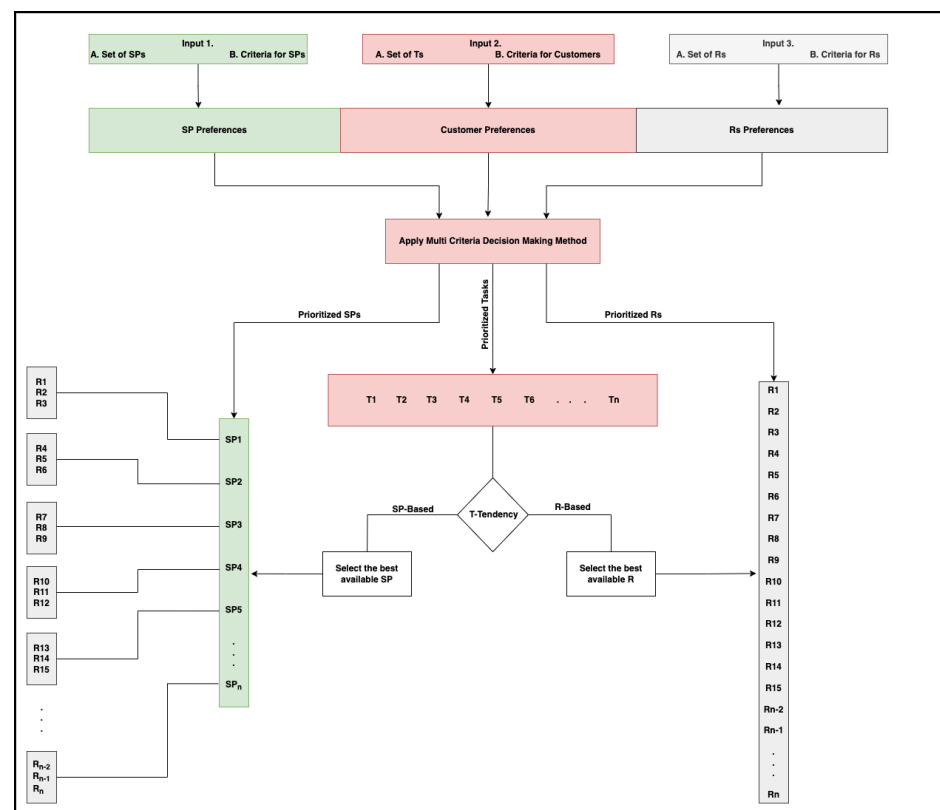 Input 1.
A. Set of SPs B. Criteria for SPs
Input 2.
A. Set of Ts B. Criteria for Customers
Input 3.
A. Set of Rs B. Criteria for Rs
SP Preferences
Customer Preferences
Rs Preferences
Apply Multi Criteria Decision Making Method
Prioritized SPs
Prioritized Tasks
Prioritized Rs
R1
R2
R3
R4
R5
R6
R7
R8
R9
R10
R11
R12
R13
R14
R15
.
.
.
Rn-2
Rn-1
Rn
SP1
SP2
SP3
SP4
SP5
.
.
.
SPn
T1 T2 T3 T4 T5 T6 . . . Tn
T-Tendency
SP-Based
R-Based
Select the best
available SP
Select the best
available R
R1
R2
R3
R4
R5
R6
R7
R8
R9
R10
R11
R12
R13
R14
R15
Rn-2
Rn-1
.
.
.
Rn